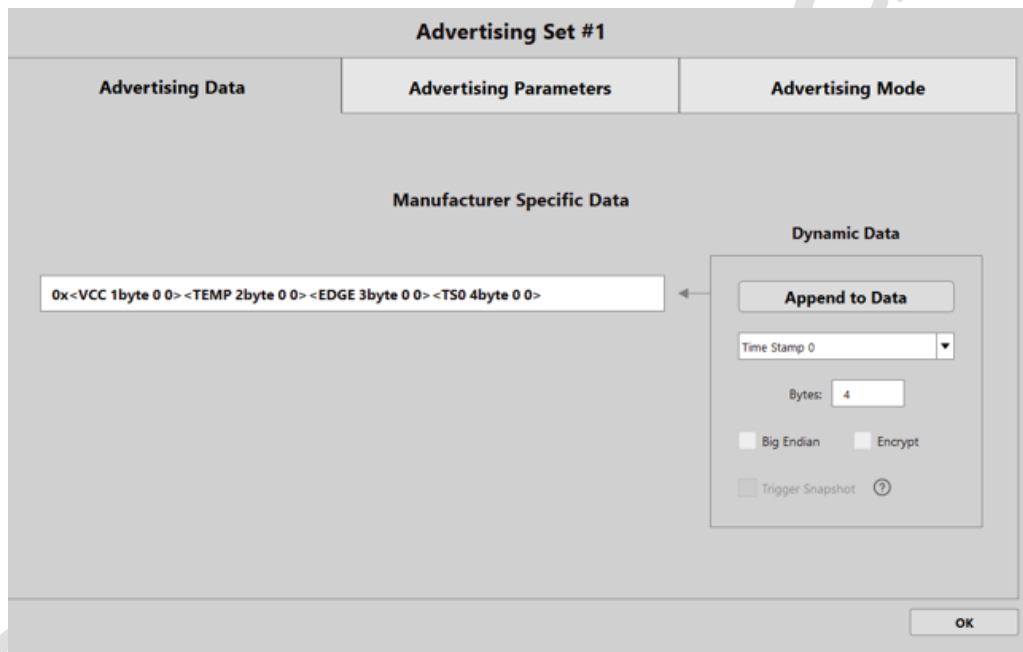 Advertising Set #1
Advertising Data
Advertising Parameters
Advertising Mode
Manufacturer Specific Data
Dynamic Data
0x<VCC 1byte 0 0><TEMP 2byte 0 0><EDGE 3byte 0 0><TS0 4byte 0 0>
Append to Data
Time Stamp 0
Bytes: 4
Big Endian Encrypt
Trigger Snapshot ?
OK